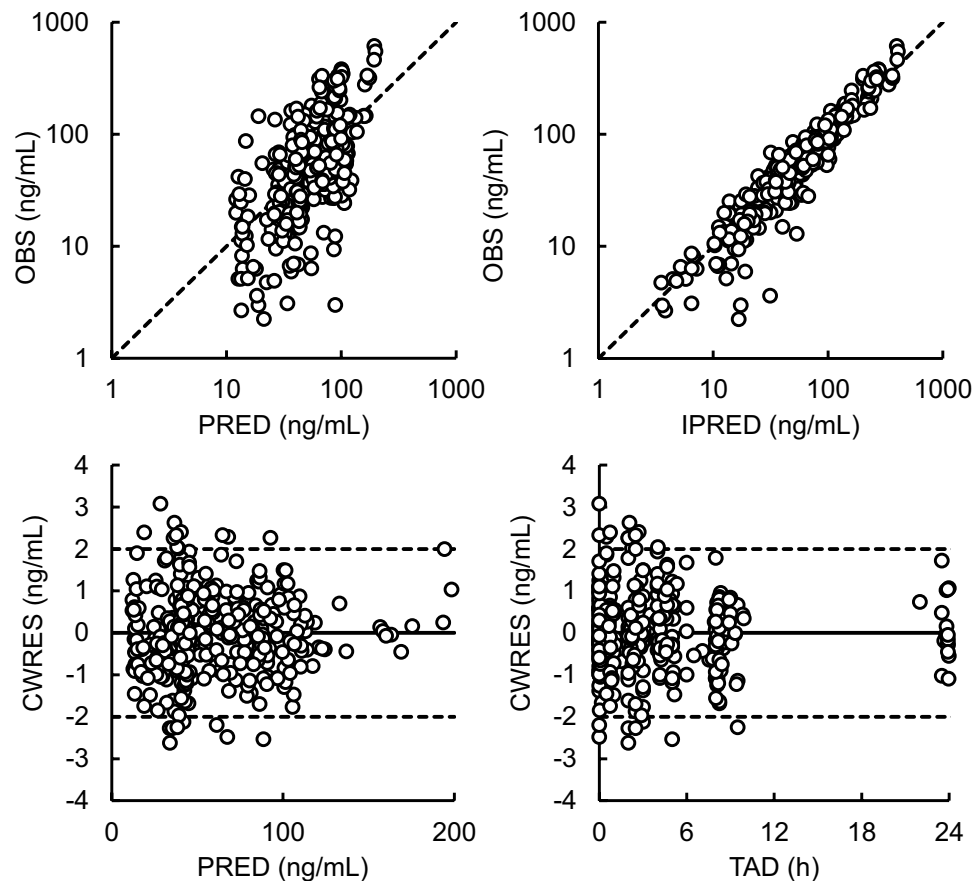 1000
100
10
1
OBS (ng/mL)
1 10 100 1000
PRED (ng/mL)
1000
100
10
1
OBS (ng/mL)
1 10 100 1000
IPRED (ng/mL)
4
3
2
1
0
-1
-2
-3
-4
CWRES (ng/mL)
0 100 200
PRED (ng/mL)
4
3
2
1
0
-1
-2
-3
-4
CWRES (ng/mL)
0 6 12 18 24
TAD (h)